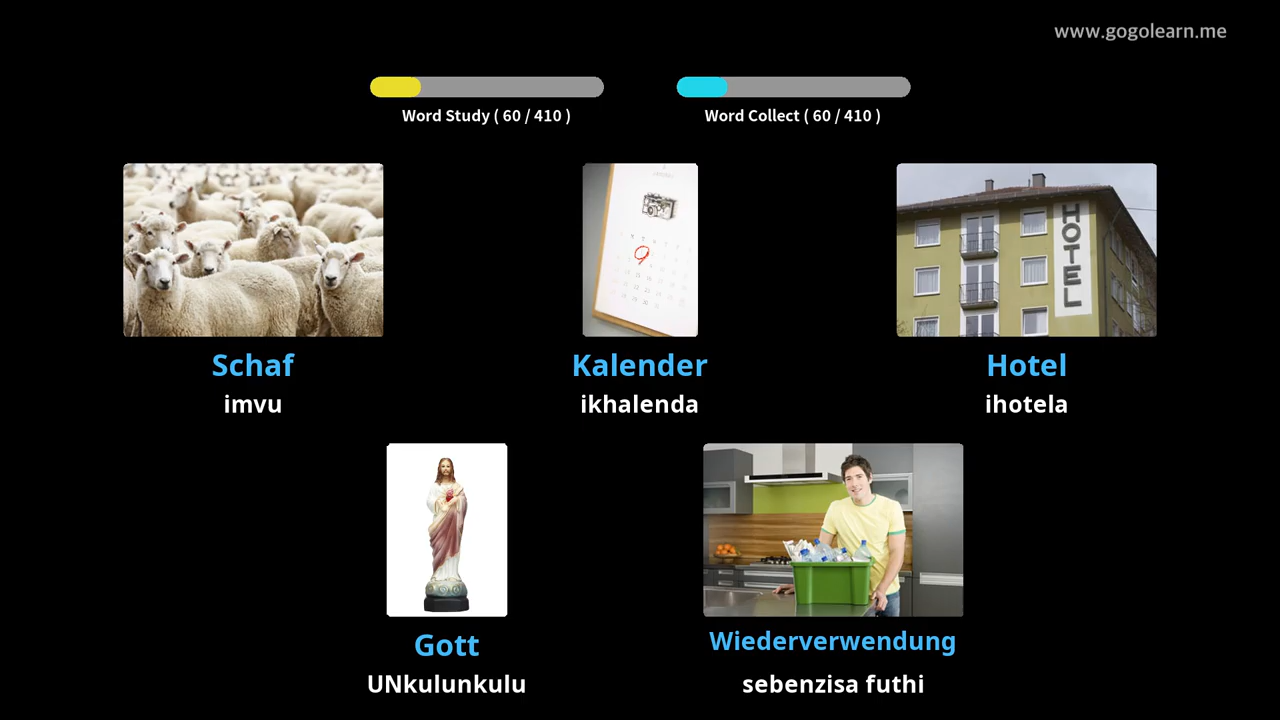 www.gogolearn.me
Word Study ( 60 / 410 )
Word Collect ( 60 / 410 )
HOTEL
9
Schaf
Kalender
Hotel
imvu
ikhalenda
ihotela
Gott
Wiederverwendung
UNkulunkulu
sebenzisa futhi